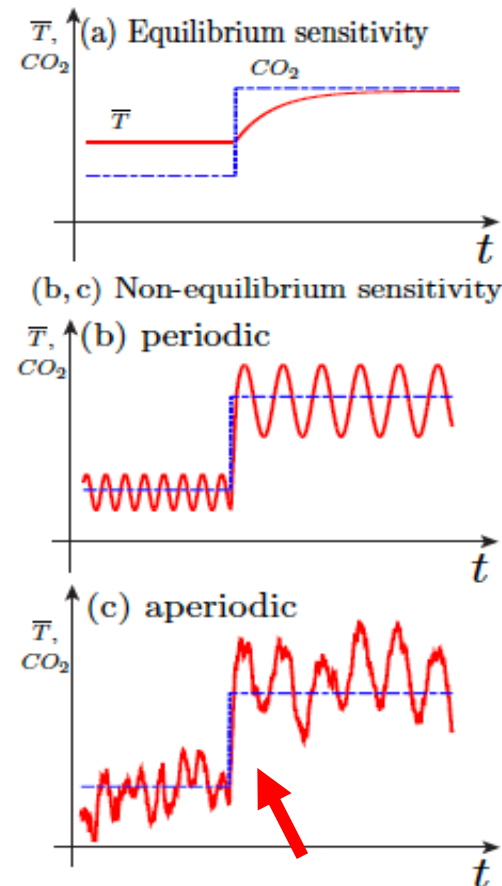 T̅, (a) Equilibrium sensitivity
CO₂
CO₂
T̅
t
(b, c) Non-equilibrium sensitivity
T̅, (b) periodic
CO₂
t
(c) aperiodic
T̅,
CO₂
t